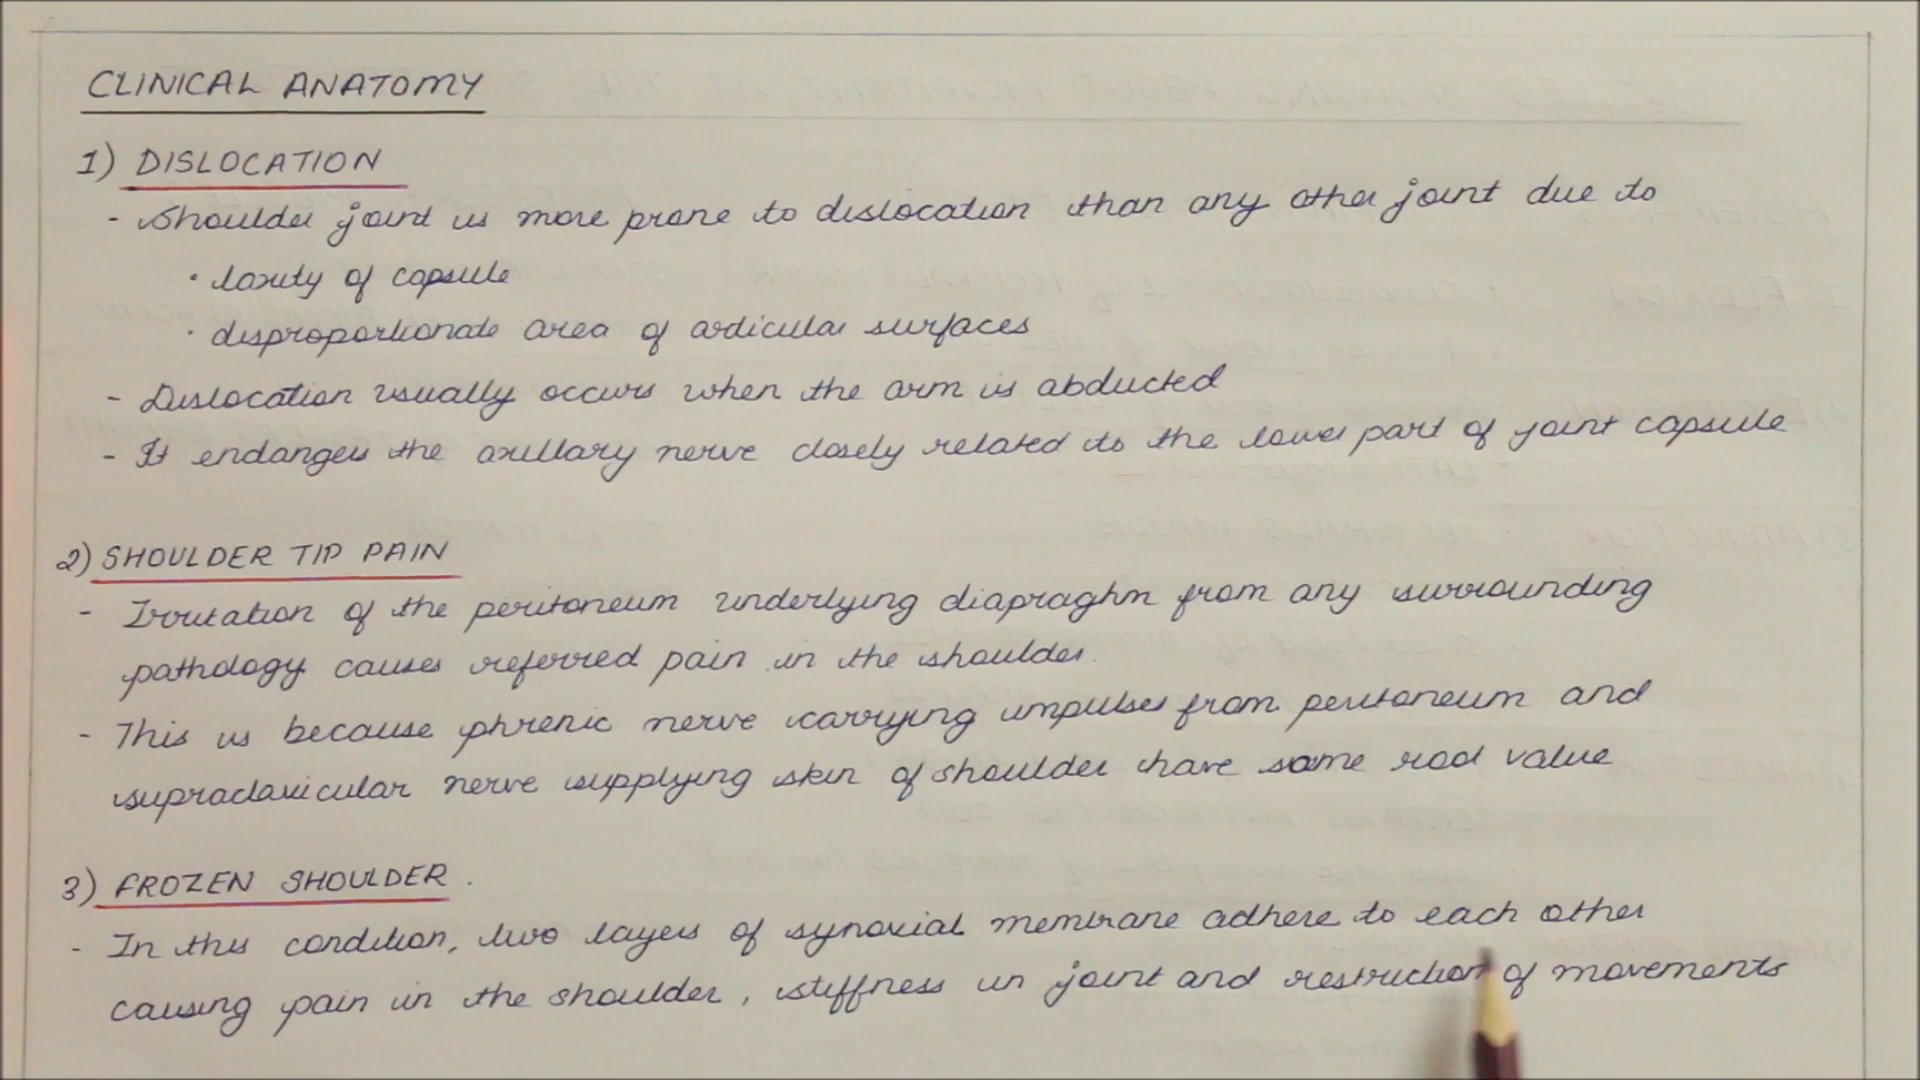 CLINICAL ANATOMY
1) DISLOCATION
- Shoulder joint is more prone to dislocation than any other joint due to
· laxity of capsule
· disproportionate area of articular surfaces
- Dislocation usually occurs when the arm is abducted
- It endangers the axillary nerve closely related to the lower part of joint capsule
2) SHOULDER TIP PAIN
- Irritation of the peritoneum underlying diapraghm from any surrounding
pathology causes referred pain in the shoulder.
- This is because phrenic nerve carrying impulses from peritoneum and
supraclavicular nerve supplying skin of shoulder have same root value
3) FROZEN SHOULDER.
- In this condition, two layers of synovial membrane adhere to each other
causing pain in the shoulder, stiffness in joint and restriction of movements